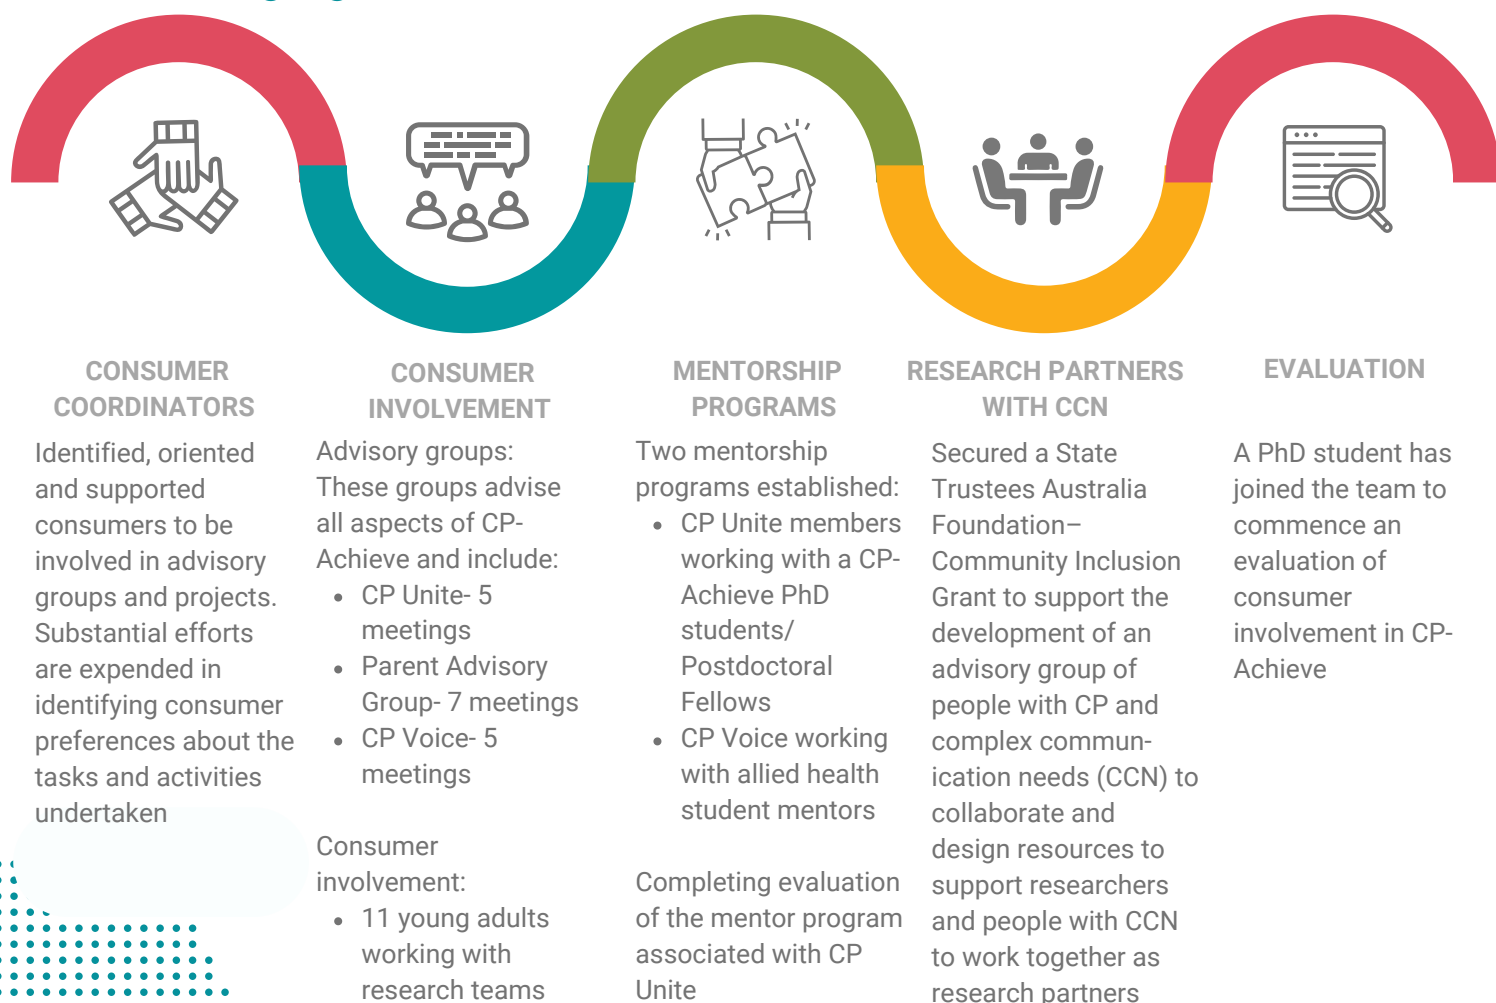 CONSUMER
COORDINATORS
Identified, oriented
and supported
consumers to be
involved in advisory
groups and projects.
Substantial efforts
are expended in
identifying consumer
preferences about the
tasks and activities
undertaken
CONSUMER
INVOLVEMENT
Advisory groups:
These groups advise
all aspects of CP-
Achieve and include:
• CP Unite- 5
meetings
• Parent Advisory
Group- 7 meetings
• CP Voice- 5
meetings
Consumer
involvement:
• 11 young adults
working with
research teams
MENTORSHIP
PROGRAMS
Two mentorship
programs established:
• CP Unite members
working with a CP-
Achieve PhD
students/
Postdoctoral
Fellows
• CP Voice working
with allied health
student mentors
Completing evaluation
of the mentor program
associated with CP
Unite
RESEARCH PARTNERS
WITH CCN
Secured a State
Trustees Australia
Foundation–
Community Inclusion
Grant to support the
development of an
advisory group of
people with CP and
complex commun-
ication needs (CCN) to
collaborate and
design resources to
support researchers
and people with CCN
to work together as
research partners
EVALUATION
A PhD student has
joined the team to
commence an
evaluation of
consumer
involvement in CP-
Achieve